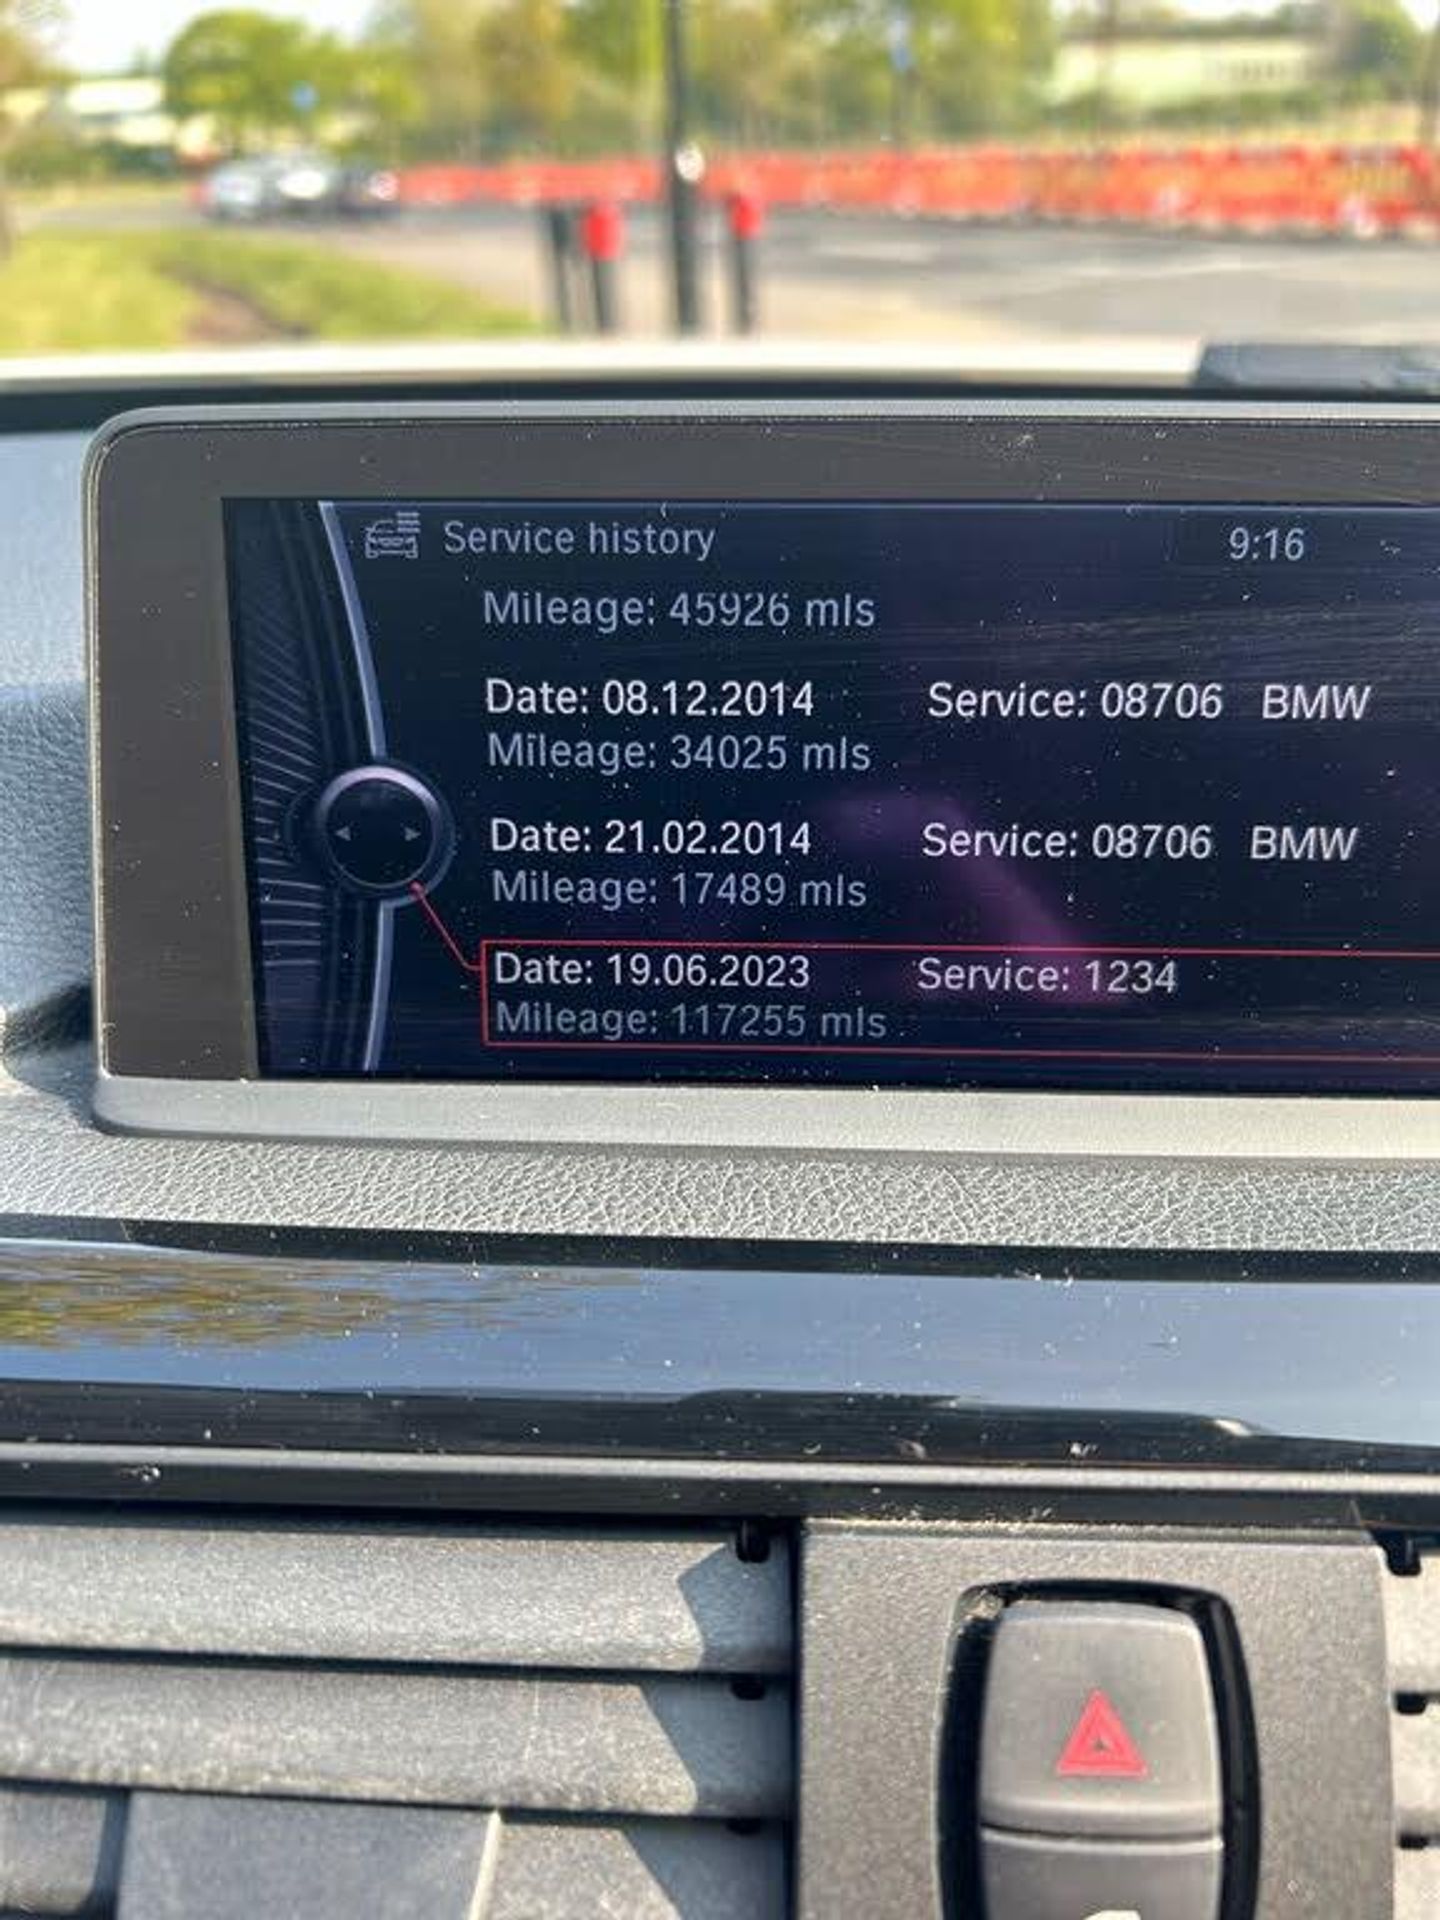 Service history 9:16
Mileage: 45926 mls
Date: 08.12.2014 Service: 08706 BMW
Mileage: 34025 mls
Date: 21.02.2014 Service: 08706 BMW
Mileage: 17489 mls
Date: 19.06.2023 Service: 1234
Mileage: 117255 mls